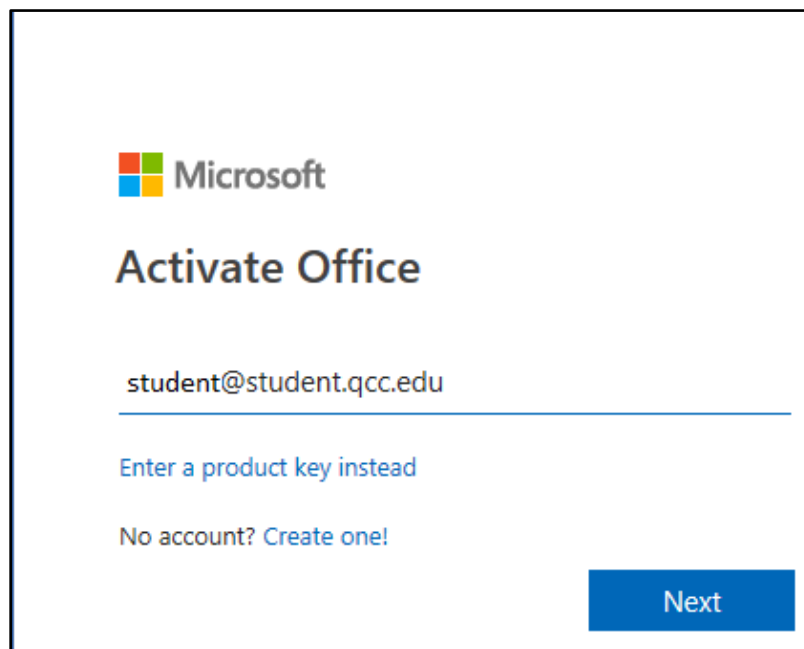 Microsoft
Activate Office
student@student.qcc.edu
Enter a product key instead
No account? Create one!
Next